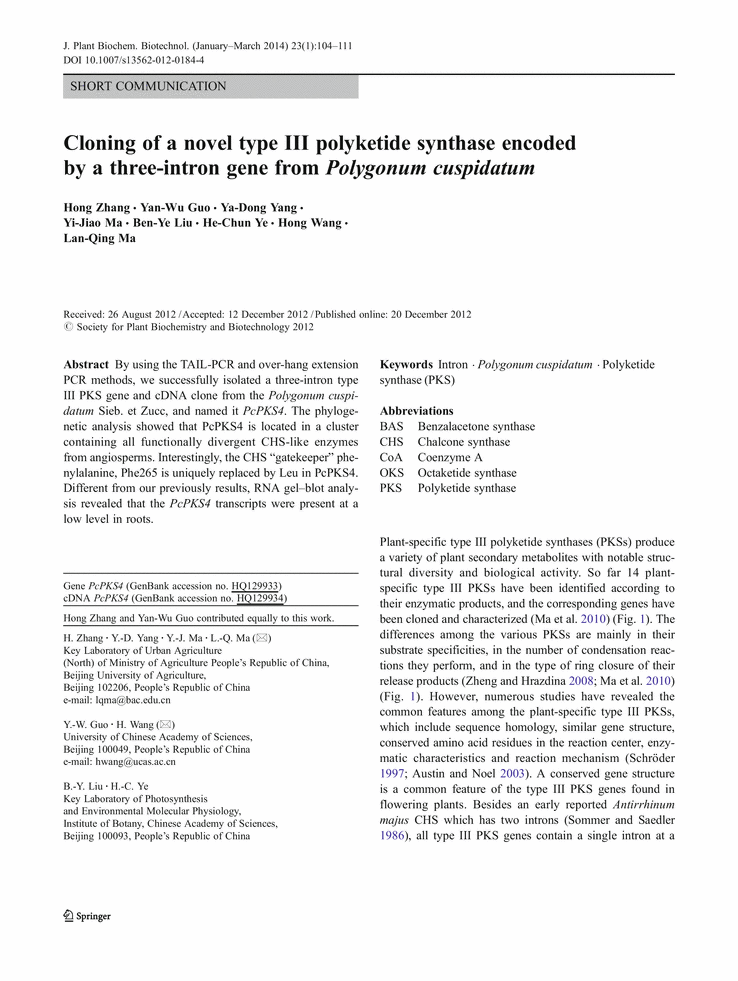 J. Plant Biochem. Biotechnol. (January–March 2014) 23(1):104–111
DOI 10.1007/s13562-012-0184-4
SHORT COMMUNICATION
Cloning of a novel type III polyketide synthase encoded
by a three-intron gene from Polygonum cuspidatum
Hong Zhang · Yan-Wu Guo · Ya-Dong Yang ·
Yi-Jiao Ma · Ben-Ye Liu · He-Chun Ye · Hong Wang ·
Lan-Qing Ma
Received: 26 August 2012 / Accepted: 12 December 2012 / Published online: 20 December 2012
© Society for Plant Biochemistry and Biotechnology 2012
Abstract By using the TAIL-PCR and over-hang extension
PCR methods, we successfully isolated a three-intron type
III PKS gene and cDNA clone from the Polygonum cuspi-
datum Sieb. et Zucc, and named it PcPKS4. The phyloge-
netic analysis showed that PcPKS4 is located in a cluster
containing all functionally divergent CHS-like enzymes
from angiosperms. Interestingly, the CHS “gatekeeper” phe-
nylalanine, Phe265 is uniquely replaced by Leu in PcPKS4.
Different from our previously results, RNA gel–blot analy-
sis revealed that the PcPKS4 transcripts were present at a
low level in roots.
Gene PcPKS4 (GenBank accession no. HQ129933)
cDNA PcPKS4 (GenBank accession no. HQ129934)
Hong Zhang and Yan-Wu Guo contributed equally to this work.
H. Zhang · Y.-D. Yang · Y.-J. Ma · L.-Q. Ma (✉)
Key Laboratory of Urban Agriculture
(North) of Ministry of Agriculture People’s Republic of China,
Beijing University of Agriculture,
Beijing 102206, People’s Republic of China
e-mail: lqma@bac.edu.cn
Y.-W. Guo · H. Wang (✉)
University of Chinese Academy of Sciences,
Beijing 100049, People’s Republic of China
e-mail: hwang@ucas.ac.cn
B.-Y. Liu · H.-C. Ye
Key Laboratory of Photosynthesis
and Environmental Molecular Physiology,
Institute of Botany, Chinese Academy of Sciences,
Beijing 100093, People’s Republic of China
Keywords Intron · Polygonum cuspidatum · Polyketide
synthase (PKS)
Abbreviations
BAS Benzalacetone synthase
CHS Chalcone synthase
CoA Coenzyme A
OKS Octaketide synthase
PKS Polyketide synthase
Plant-specific type III polyketide synthases (PKSs) produce
a variety of plant secondary metabolites with notable struc-
tural diversity and biological activity. So far 14 plant-
specific type III PKSs have been identified according to
their enzymatic products, and the corresponding genes have
been cloned and characterized (Ma et al. 2010) (Fig. 1). The
differences among the various PKSs are mainly in their
substrate specificities, in the number of condensation reac-
tions they perform, and in the type of ring closure of their
release products (Zheng and Hrazdina 2008; Ma et al. 2010)
(Fig. 1). However, numerous studies have revealed the
common features among the plant-specific type III PKSs,
which include sequence homology, similar gene structure,
conserved amino acid residues in the reaction center, enzy-
matic characteristics and reaction mechanism (Schröder
1997; Austin and Noel 2003). A conserved gene structure
is a common feature of the type III PKS genes found in
flowering plants. Besides an early reported Antirrhinum
majus CHS which has two introns (Sommer and Saedler
1986), all type III PKS genes contain a single intron at a
Springer